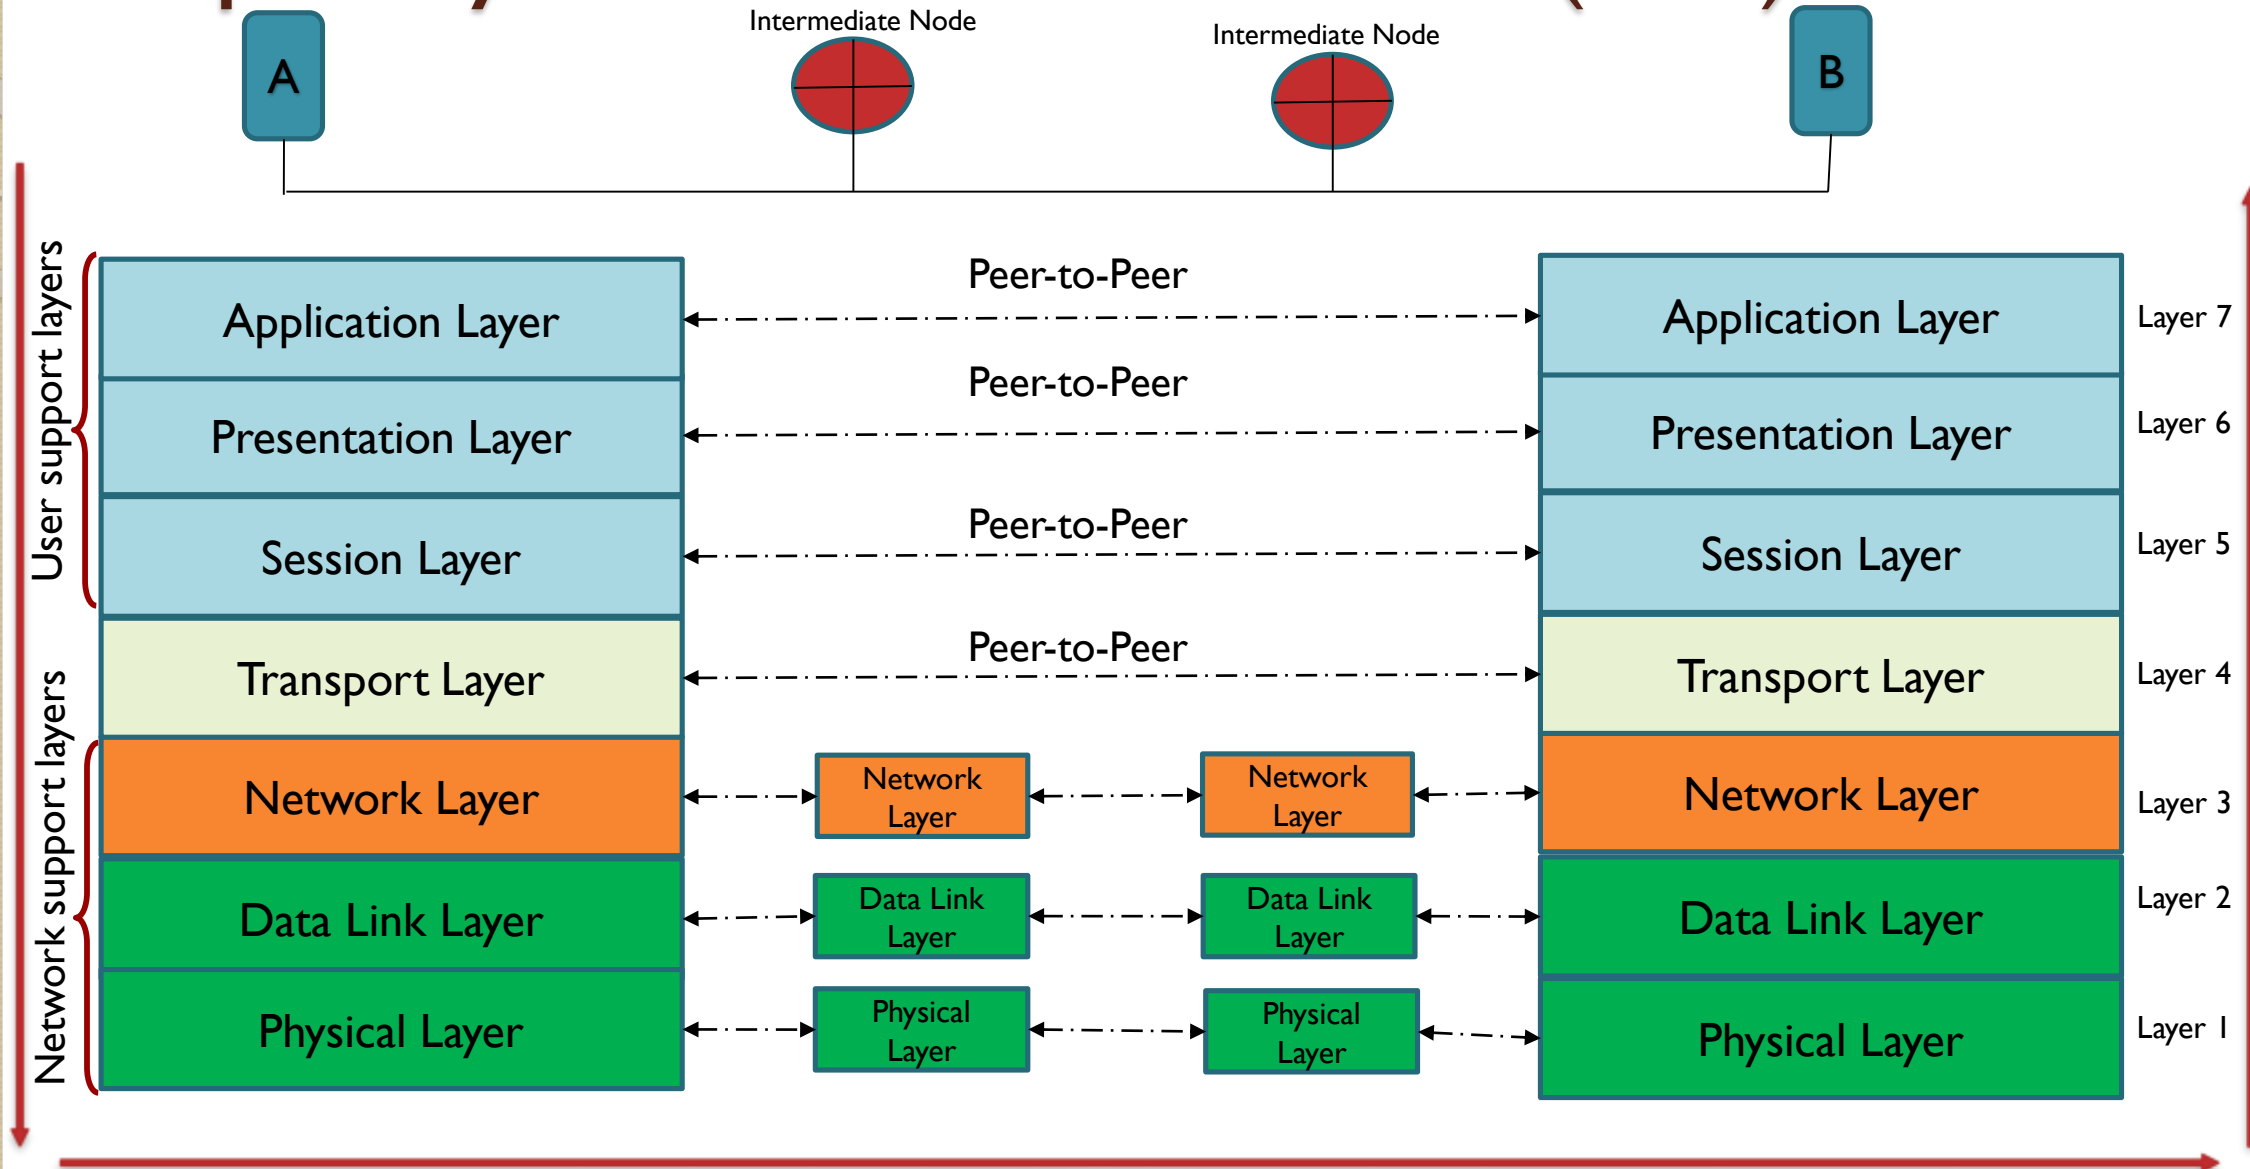 Intermediate Node
Intermediate Node
A
B
User support layers
Network support layers
Application Layer
Peer-to-Peer
Application Layer
Layer 7
Presentation Layer
Peer-to-Peer
Presentation Layer
Layer 6
Session Layer
Peer-to-Peer
Session Layer
Layer 5
Transport Layer
Peer-to-Peer
Transport Layer
Layer 4
Network Layer
Network
Layer
Network
Layer
Network Layer
Layer 3
Data Link Layer
Data Link
Layer
Data Link
Layer
Data Link Layer
Layer 2
Physical Layer
Physical
Layer
Physical
Layer
Physical Layer
Layer 1